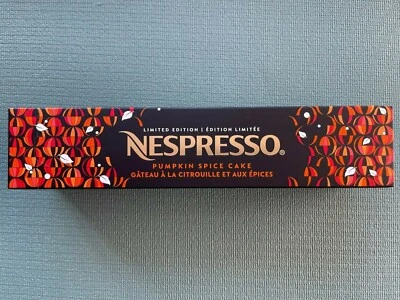 LIMITED EDITION | ÉDITION LIMITÉE
NESPRESSO®
PUMPKIN SPICE CAKE
GÂTEAU À LA CITROUILLE ET AUX ÉPICES